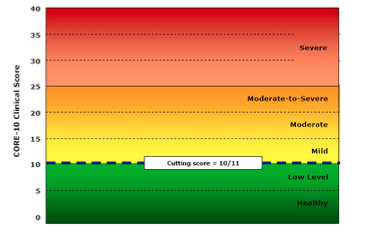 40
35
Severe
30
25
Moderate-to-Severe
20
Moderate
15
Mild
10
Cutting score = 10/11
Low Level
5
Healthy
0
CORE-10 Clinical Score